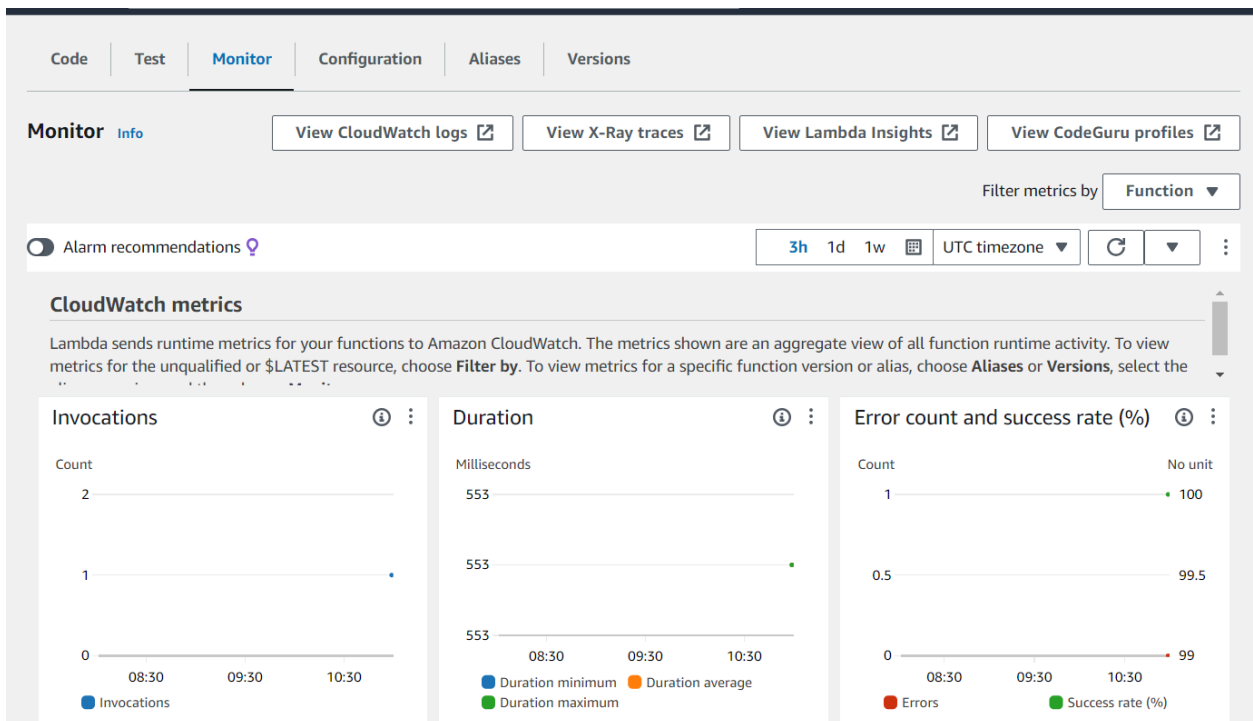 Code Test Monitor Configuration Aliases Versions
Monitor Info View CloudWatch logs View X-Ray traces View Lambda Insights View CodeGuru profiles
Filter metrics by Function
Alarm recommendations 3h 1d 1w UTC timezone
CloudWatch metrics
Lambda sends runtime metrics for your functions to Amazon CloudWatch. The metrics shown are an aggregate view of all function runtime activity. To view
metrics for the unqualified or $LATEST resource, choose Filter by. To view metrics for a specific function version or alias, choose Aliases or Versions, select the
Invocations
Count
2
1
0
08:30 09:30 10:30
Invocations
Duration
Milliseconds
553
553
553
08:30 09:30 10:30
Duration minimum Duration average
Duration maximum
Error count and success rate (%)
Count No unit
1 100
0.5 99.5
0 99
08:30 09:30 10:30
Errors Success rate (%)